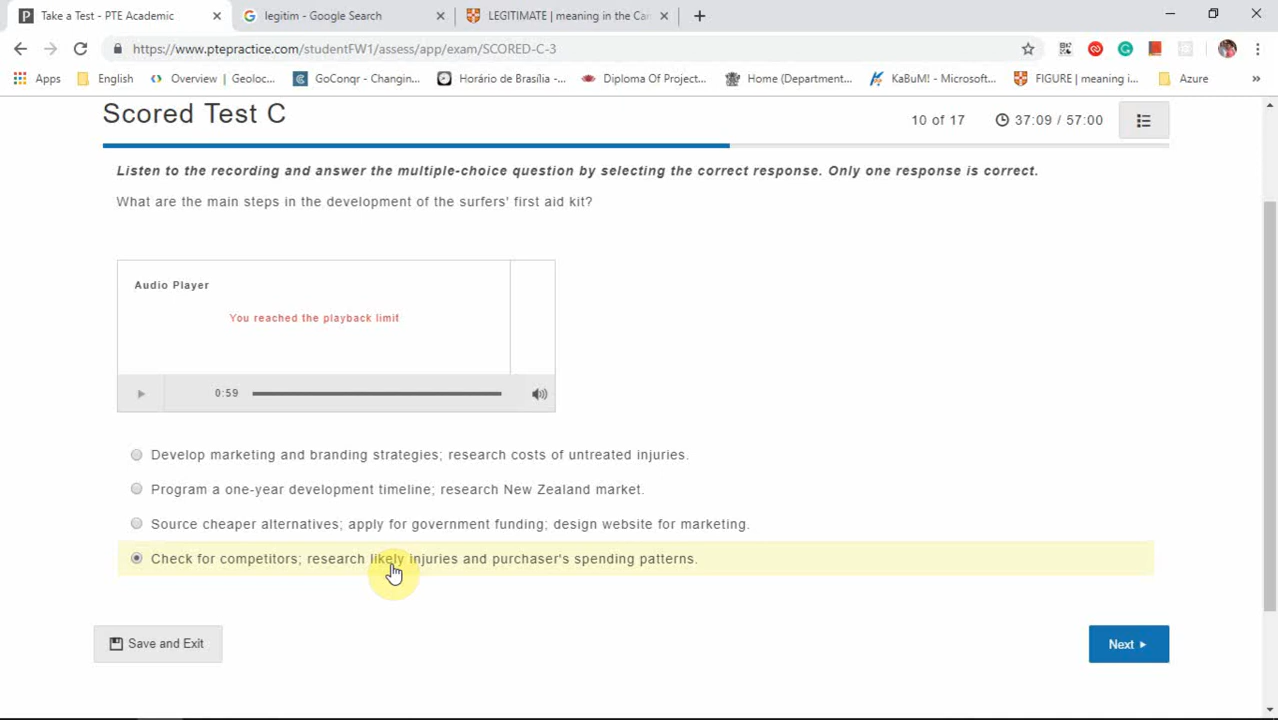 Take a Test - PTE Academic
legitim - Google Search
LEGITIMATE | meaning in the Ca
https://www.ptepractice.com/studentFW1/assess/app/exam/SCORED-C-3
Apps
English
Overview | Geoloc...
GoConqr - Changin...
Horário de Brasília -...
Diploma Of Project...
Home (Department...
KaBuM! - Microsoft...
FIGURE | meaning i...
Azure
»
Scored Test C
10 of 17
37:09 / 57:00
Listen to the recording and answer the multiple-choice question by selecting the correct response. Only one response is correct.
What are the main steps in the development of the surfers' first aid kit?
Audio Player
You reached the playback limit
0:59
Develop marketing and branding strategies; research costs of untreated injuries.
Program a one-year development timeline; research New Zealand market.
Source cheaper alternatives; apply for government funding; design website for marketing.
Check for competitors; research likely injuries and purchaser's spending patterns.
Save and Exit
Next